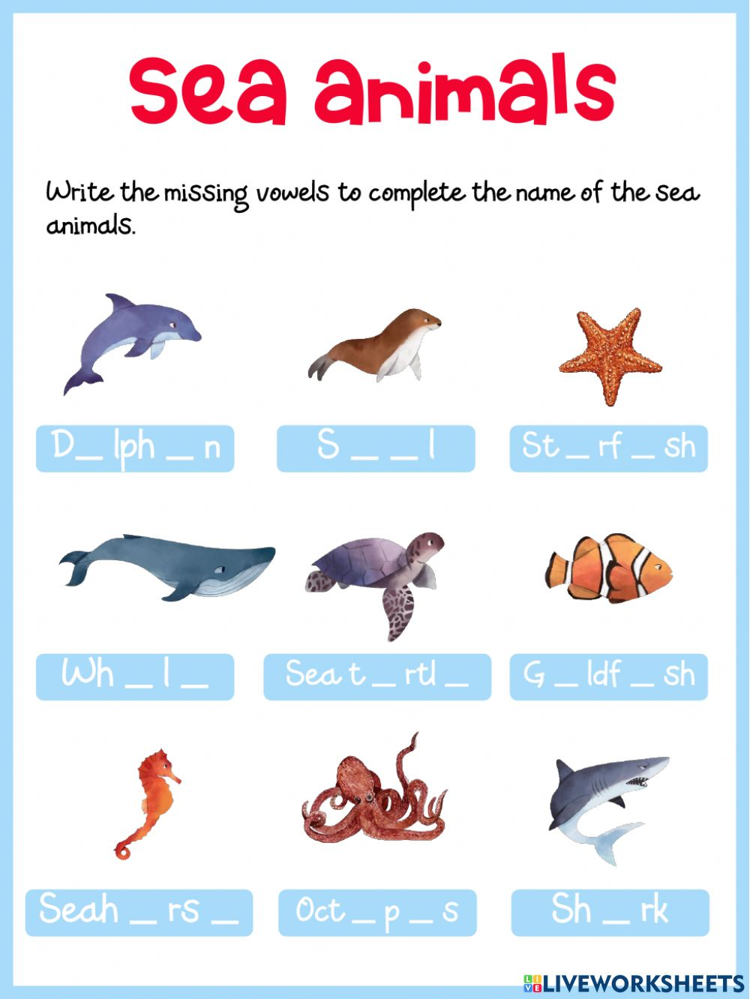 Sea animals
Write the missing vowels to complete the name of the sea
animals.
D_ lph _ n
S _ _ l
St _ rf _ sh
Wh _ l _
Sea t _ rtl _
G _ ldf _ sh
Seah _ rs _
Oct _ p _ s
Sh _ rk
LIVE LIVEWORKSHEETS